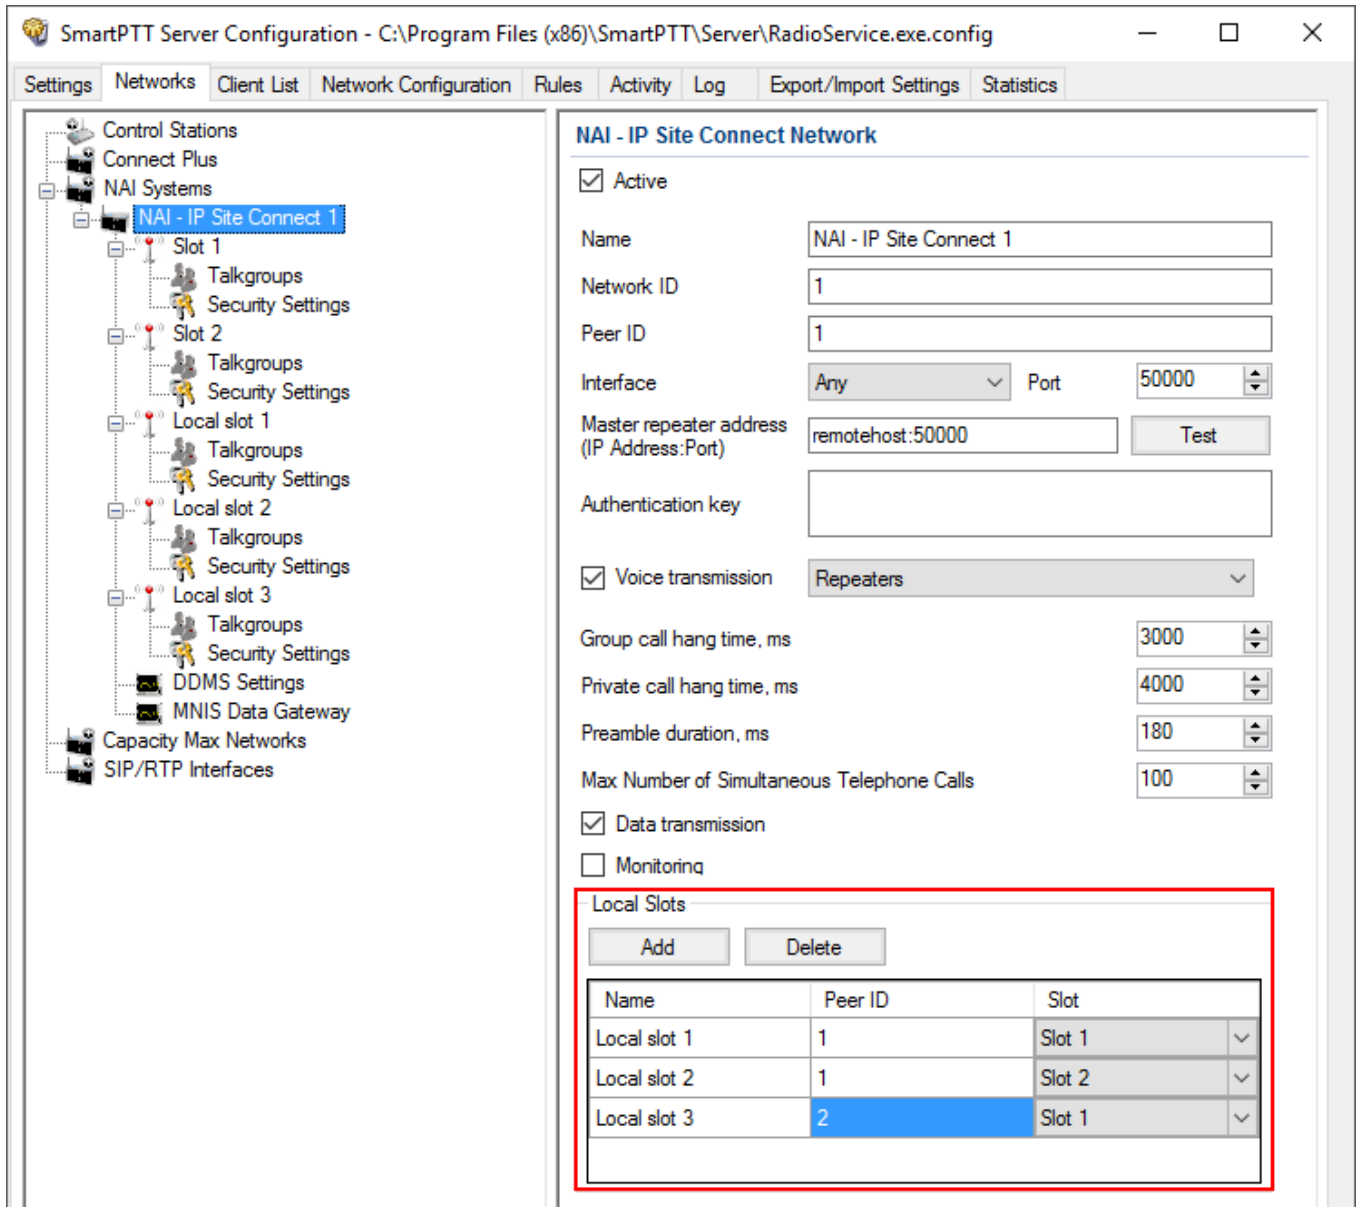 SmartPTT Server Configuration - C:\Program Files (x86)\SmartPTT\Server\RadioService.exe.config
Settings Networks Client List Network Configuration Rules Activity Log Export/Import Settings Statistics
Control Stations
Connect Plus
NAI Systems
NAI - IP Site Connect 1
Slot 1
Talkgroups
Security Settings
Slot 2
Talkgroups
Security Settings
Local slot 1
Talkgroups
Security Settings
Local slot 2
Talkgroups
Security Settings
Local slot 3
Talkgroups
Security Settings
DDMS Settings
MNIS Data Gateway
Capacity Max Networks
SIP/RTP Interfaces
NAI - IP Site Connect Network
Active
Name NAI - IP Site Connect 1
Network ID 1
Peer ID 1
Interface Any Port 50000
Master repeater address
(IP Address:Port) remotehost:50000 Test
Authentication key
Voice transmission Repeaters
Group call hang time, ms 3000
Private call hang time, ms 4000
Preamble duration, ms 180
Max Number of Simultaneous Telephone Calls 100
Data transmission
Monitoring
Local Slots
Add Delete
Name Peer ID Slot
Local slot 1 1 Slot 1
Local slot 2 1 Slot 2
Local slot 3 2 Slot 1